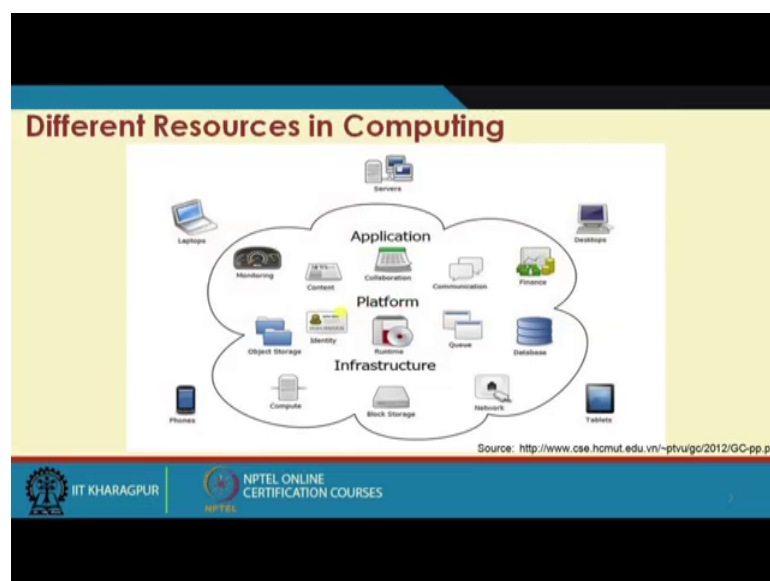 Different Resources in Computing
Servers
Laptops
Desktops
Application
Monitoring
Content
Collaboration
Communication
Finance
Platform
Object Storage
Identity
Runtime
Queue
Database
Infrastructure
Compute
Block Storage
Network
Phones
Tablets
Source: http://www.cse.hcmut.edu.vn/~ptvu/gc/2012/GC-pp.p
IIT KHARAGPUR
NPTEL
NPTEL ONLINE
CERTIFICATION COURSES